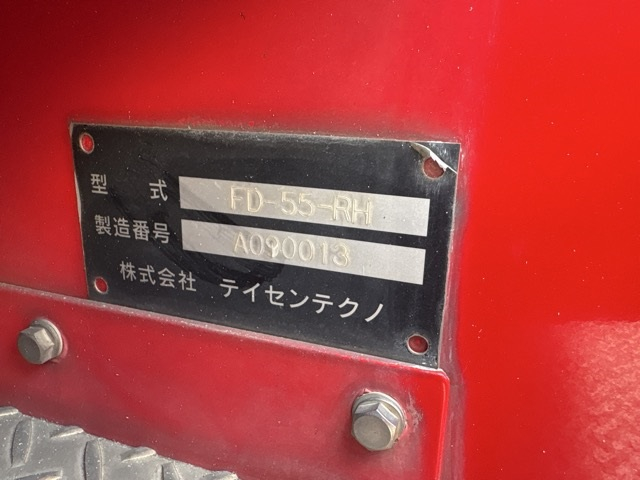 型 式 FD-55-RH
製造番号 A090013
株式会社 テイセンテクノ